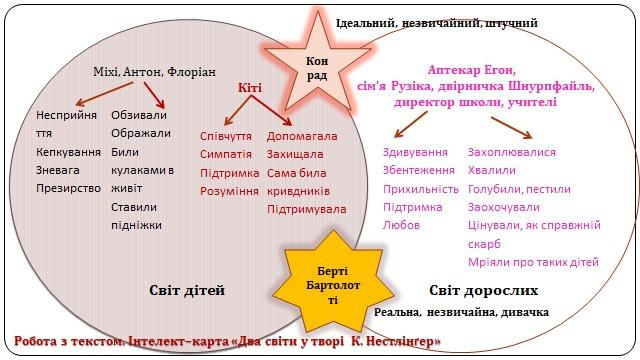 Ідеальний, незвичайний, штучний
Кон
рад
Міхі, Антон, Флоріан
Кіті
Аптекар Егон,
сім'я Рузіка, двірничка Шнурпфайль,
директор школи, учителі
Несприйня
ття
Кепкування
Зневага
Презирство
Обзивали
Ображали
Били
кулаками в
живіт
Ставили
підніжки
Співчуття
Симпатія
Підтримка
Розуміння
Допомагала
Захищала
Сама била
кривдників
Підтримувала
Здивування
Збентеження
Прихильність
Підтримка
Любов
Захоплювалися
Хвалили
Голубили, пестили
Заохочували
Цінували, як справжній
скарб
Мріяли про таких дітей
Берті
Бартолот
ті
Світ дітей
Світ дорослих
Реальна, незвичайна, дивачка
Робота з текстом. Інтелект–карта «Два світи у творі К. Нестлінґер»